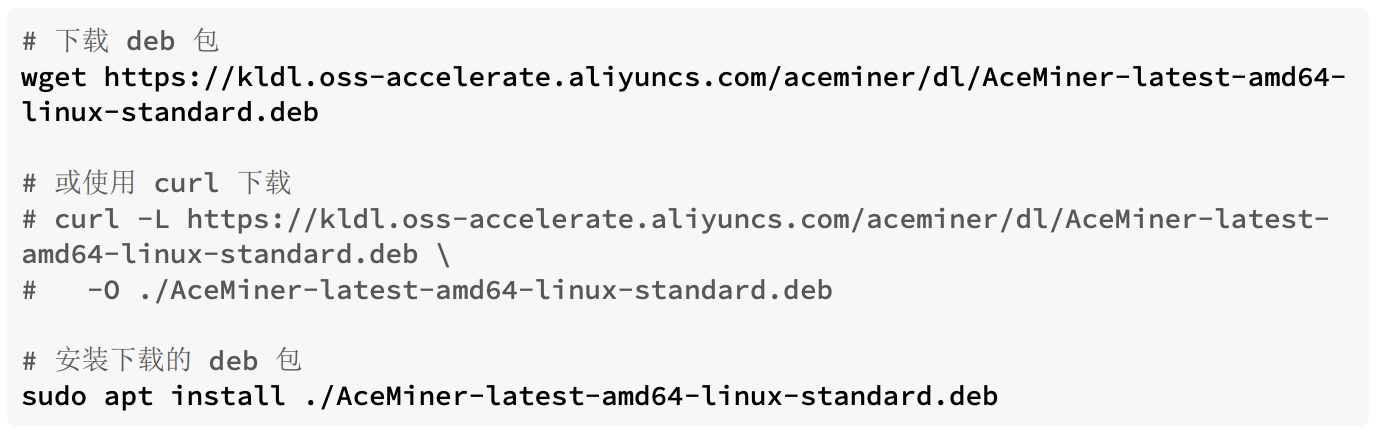 # 下载 deb 包
wget https://kldl.oss-accelerate.aliyuncs.com/aceminer/dl/AceMiner-latest-amd64-
linux-standard.deb
# 或使用 curl 下载
# curl -L https://kldl.oss-accelerate.aliyuncs.com/aceminer/dl/AceMiner-latest-
amd64-linux-standard.deb \
#   -O ./AceMiner-latest-amd64-linux-standard.deb
# 安装下载的 deb 包
sudo apt install ./AceMiner-latest-amd64-linux-standard.deb